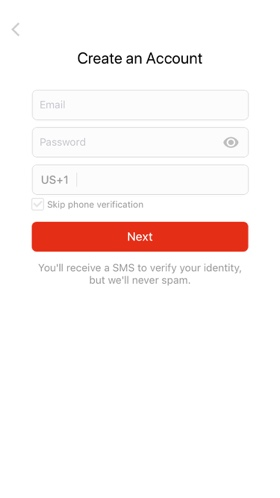 Create an Account
Email
Password
US+1
Skip phone verification
Next
You'll receive a SMS to verify your identity,
but we'll never spam.